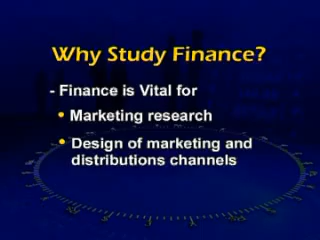 Why Study Finance?
- Finance is Vital for
• Marketing research
• Design of marketing and
distributions channels